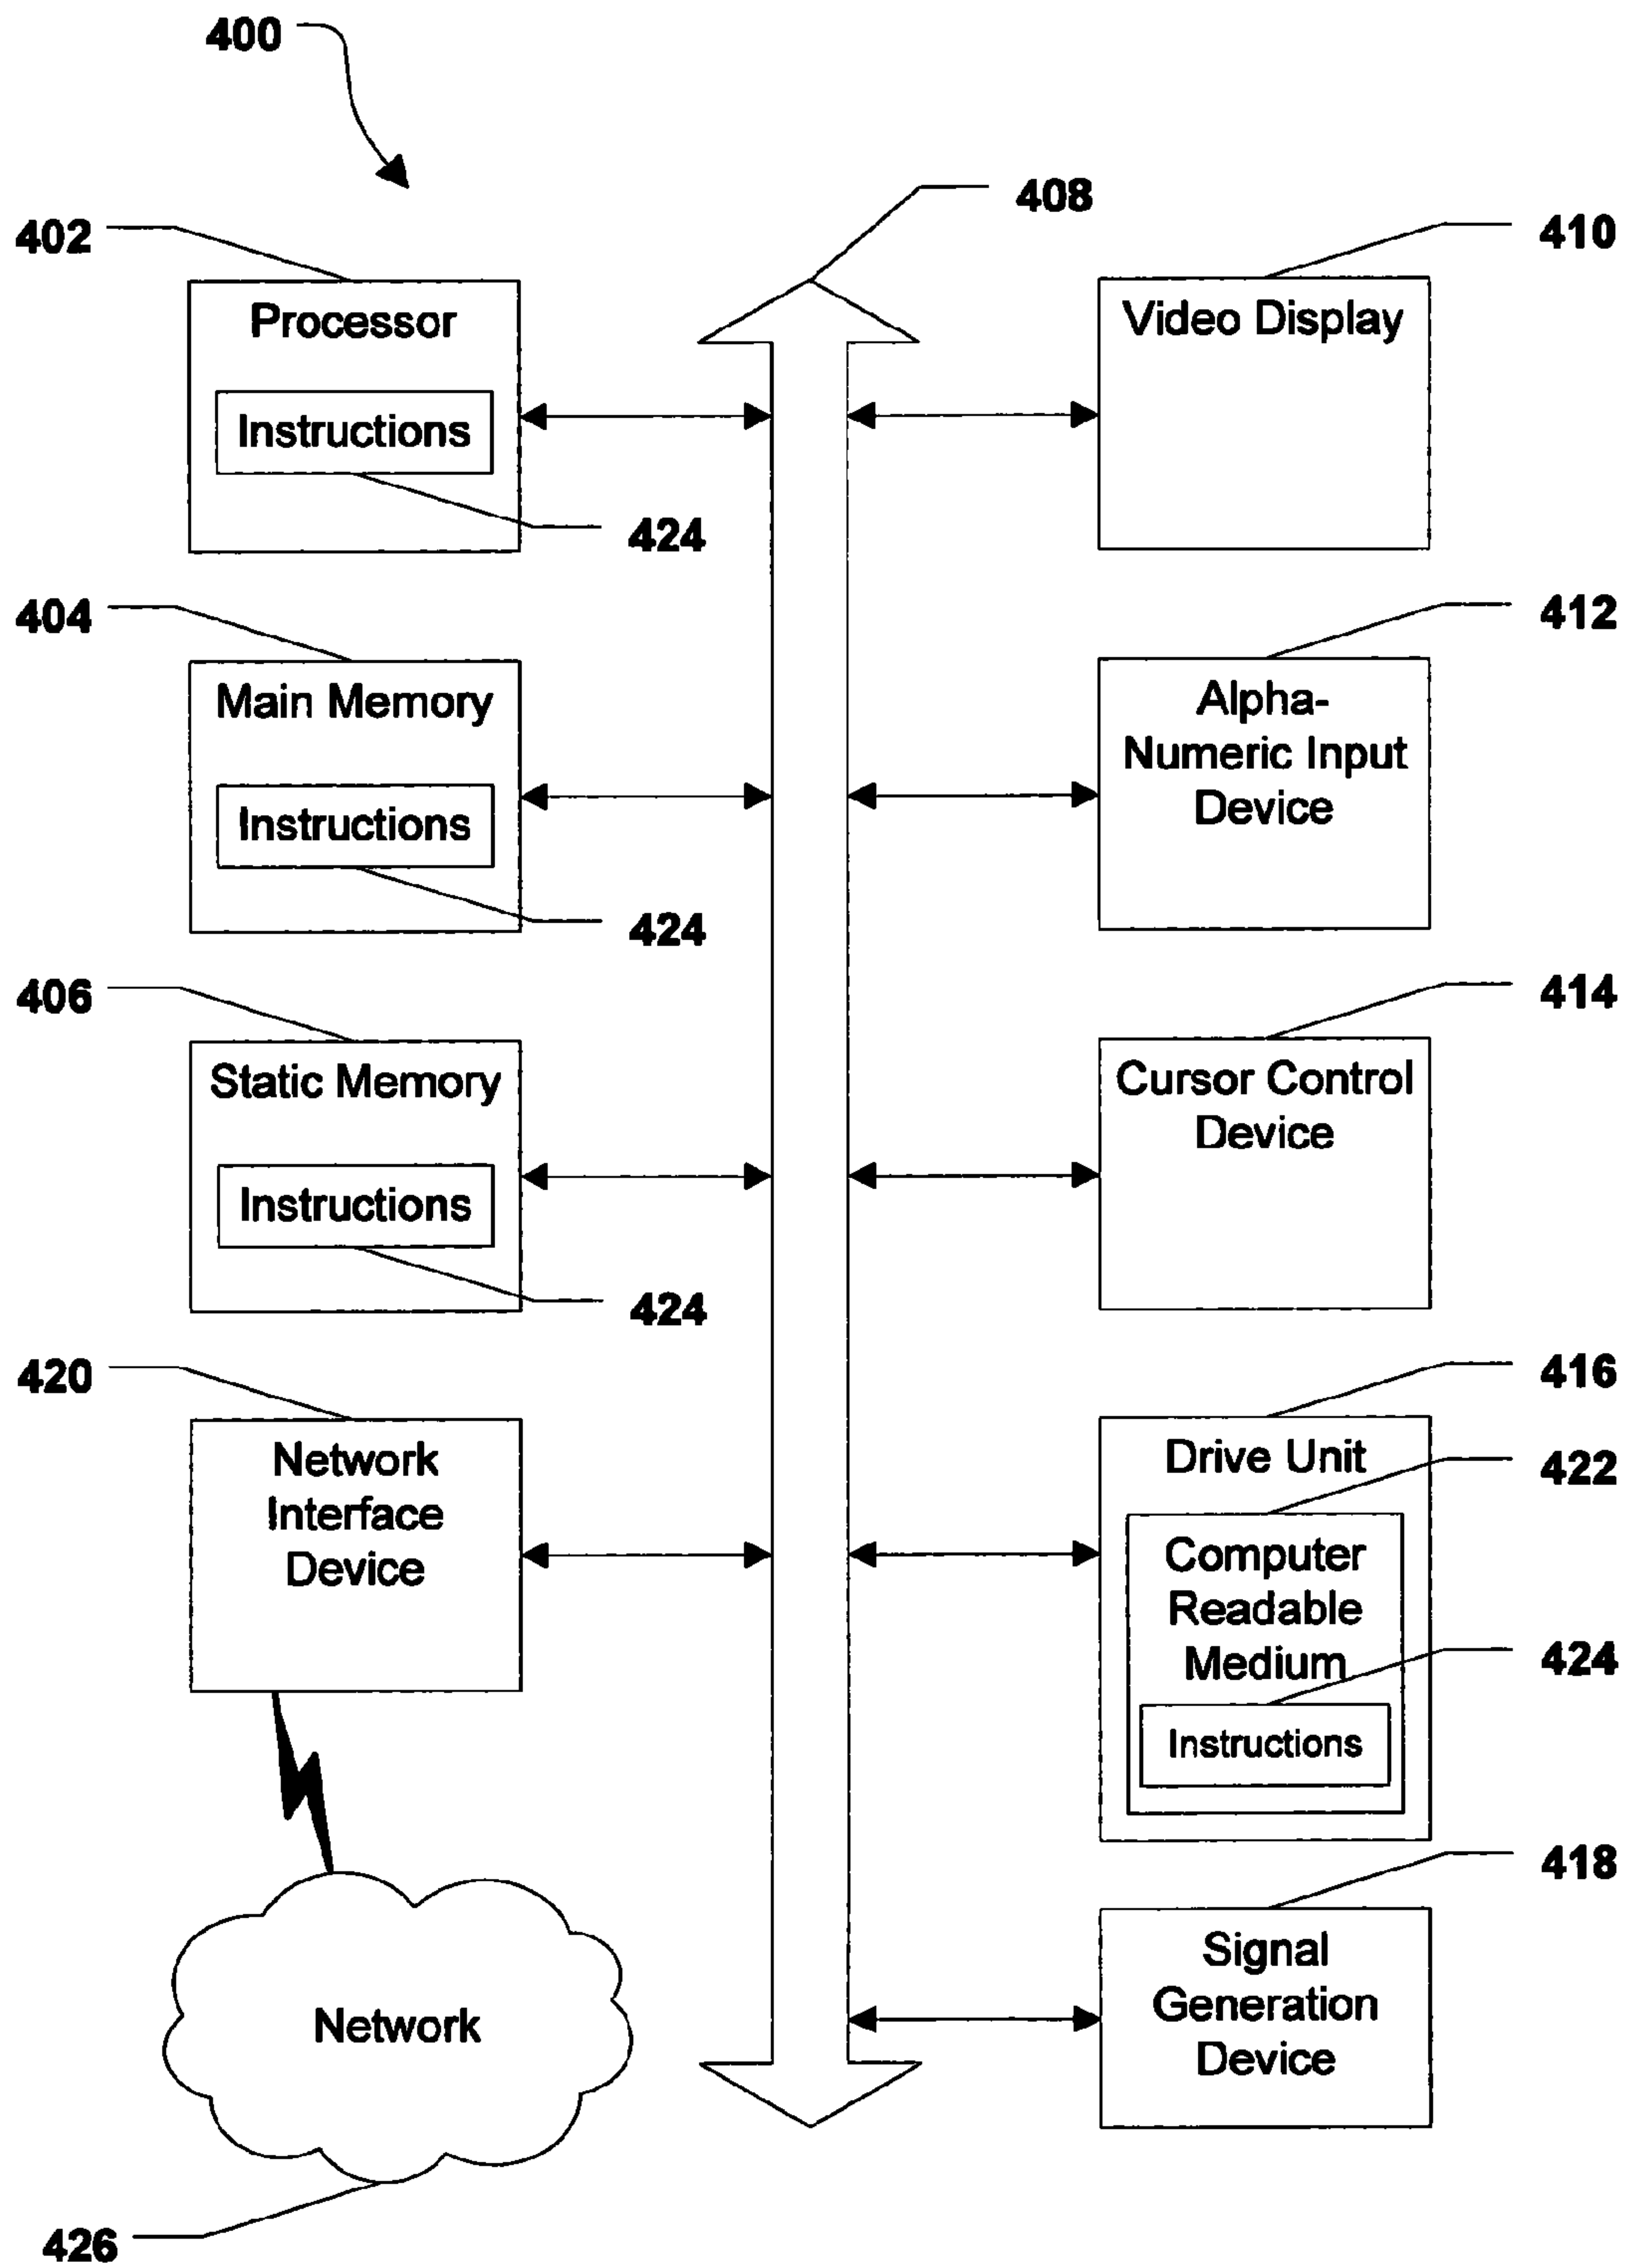 400
408
402
410
Processor
Video Display
Instructions
424
404
412
Main Memory
Alpha-
Numeric Input
Device
Instructions
424
406
414
Static Memory
Cursor Control
Device
Instructions
424
420
416
Network
Interface
Device
Drive Unit
422
Computer
Readable
Medium
424
Instructions
418
Signal
Generation
Device
Network
426